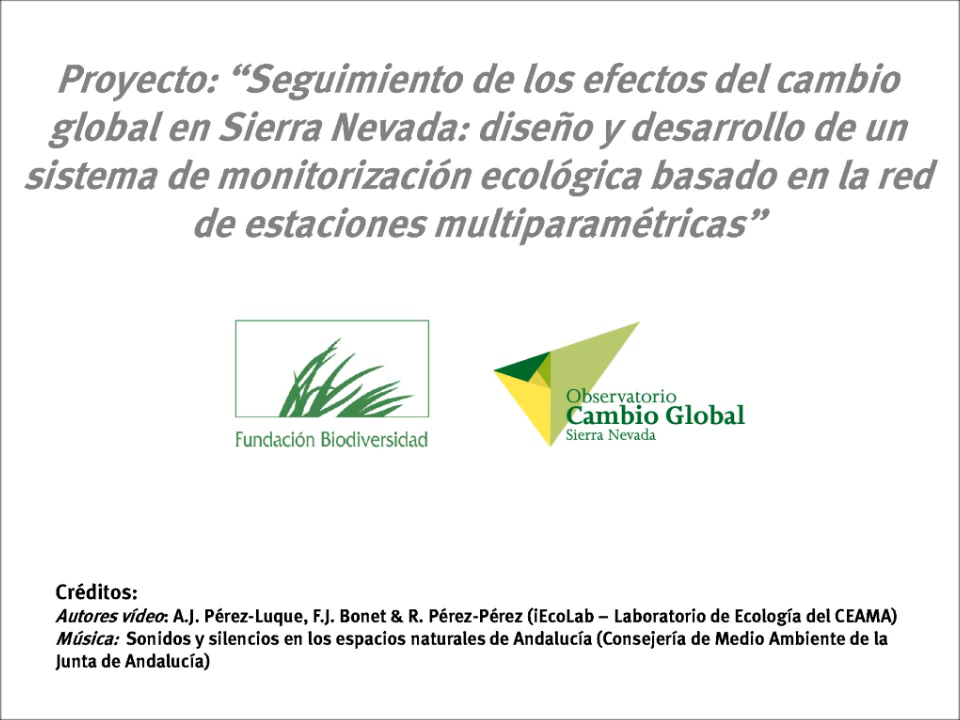 Proyecto: “Seguimiento de los efectos del cambio
global en Sierra Nevada: diseño y desarrollo de un
sistema de monitorización ecológica basado en la red
de estaciones multiparamétricas”
Fundación Biodiversidad
Observatorio
Cambio Global
Sierra Nevada
Créditos:
Autores vídeo: A.J. Pérez-Luque, F.J. Bonet & R. Pérez-Pérez (iEcoLab – Laboratorio de Ecología del CEAMA)
Música: Sonidos y silencios en los espacios naturales de Andalucía (Consejería de Medio Ambiente de la
Junta de Andalucía)